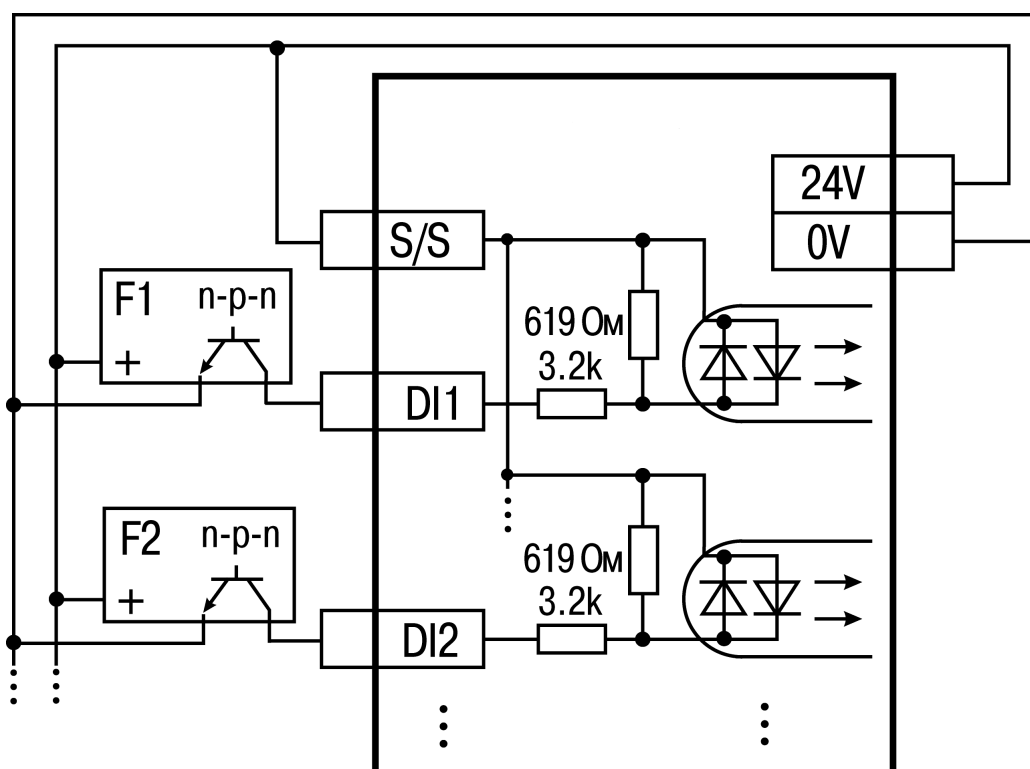 24V
0V
S/S
F1 n-p-n
+
619 Ом
3.2k
DI1
F2 n-p-n
+
619 Ом
3.2k
DI2